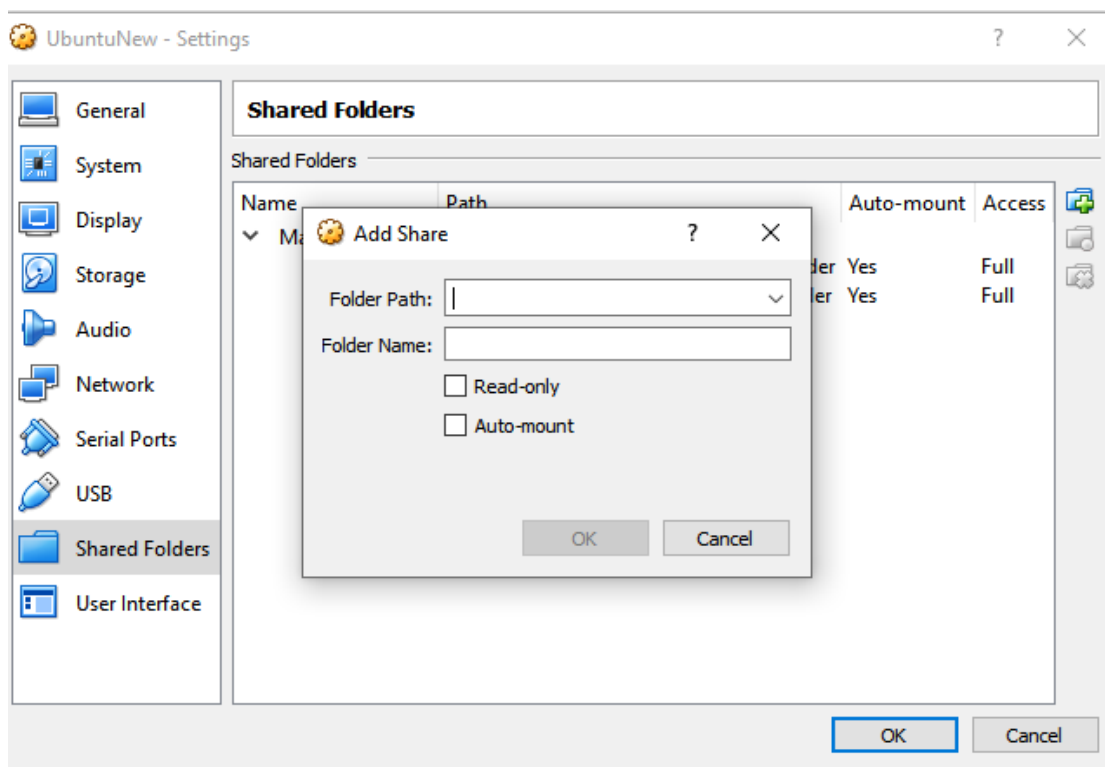 UbuntuNew - Settings ?
General
System
Display
Storage
Audio
Network
Serial Ports
USB
Shared Folders
User Interface
Shared Folders
Shared Folders
Name Path Auto-mount Access
Yes Full
Yes Full
Add Share ?
Folder Path:
Folder Name:
Read-only
Auto-mount
OK Cancel
OK Cancel